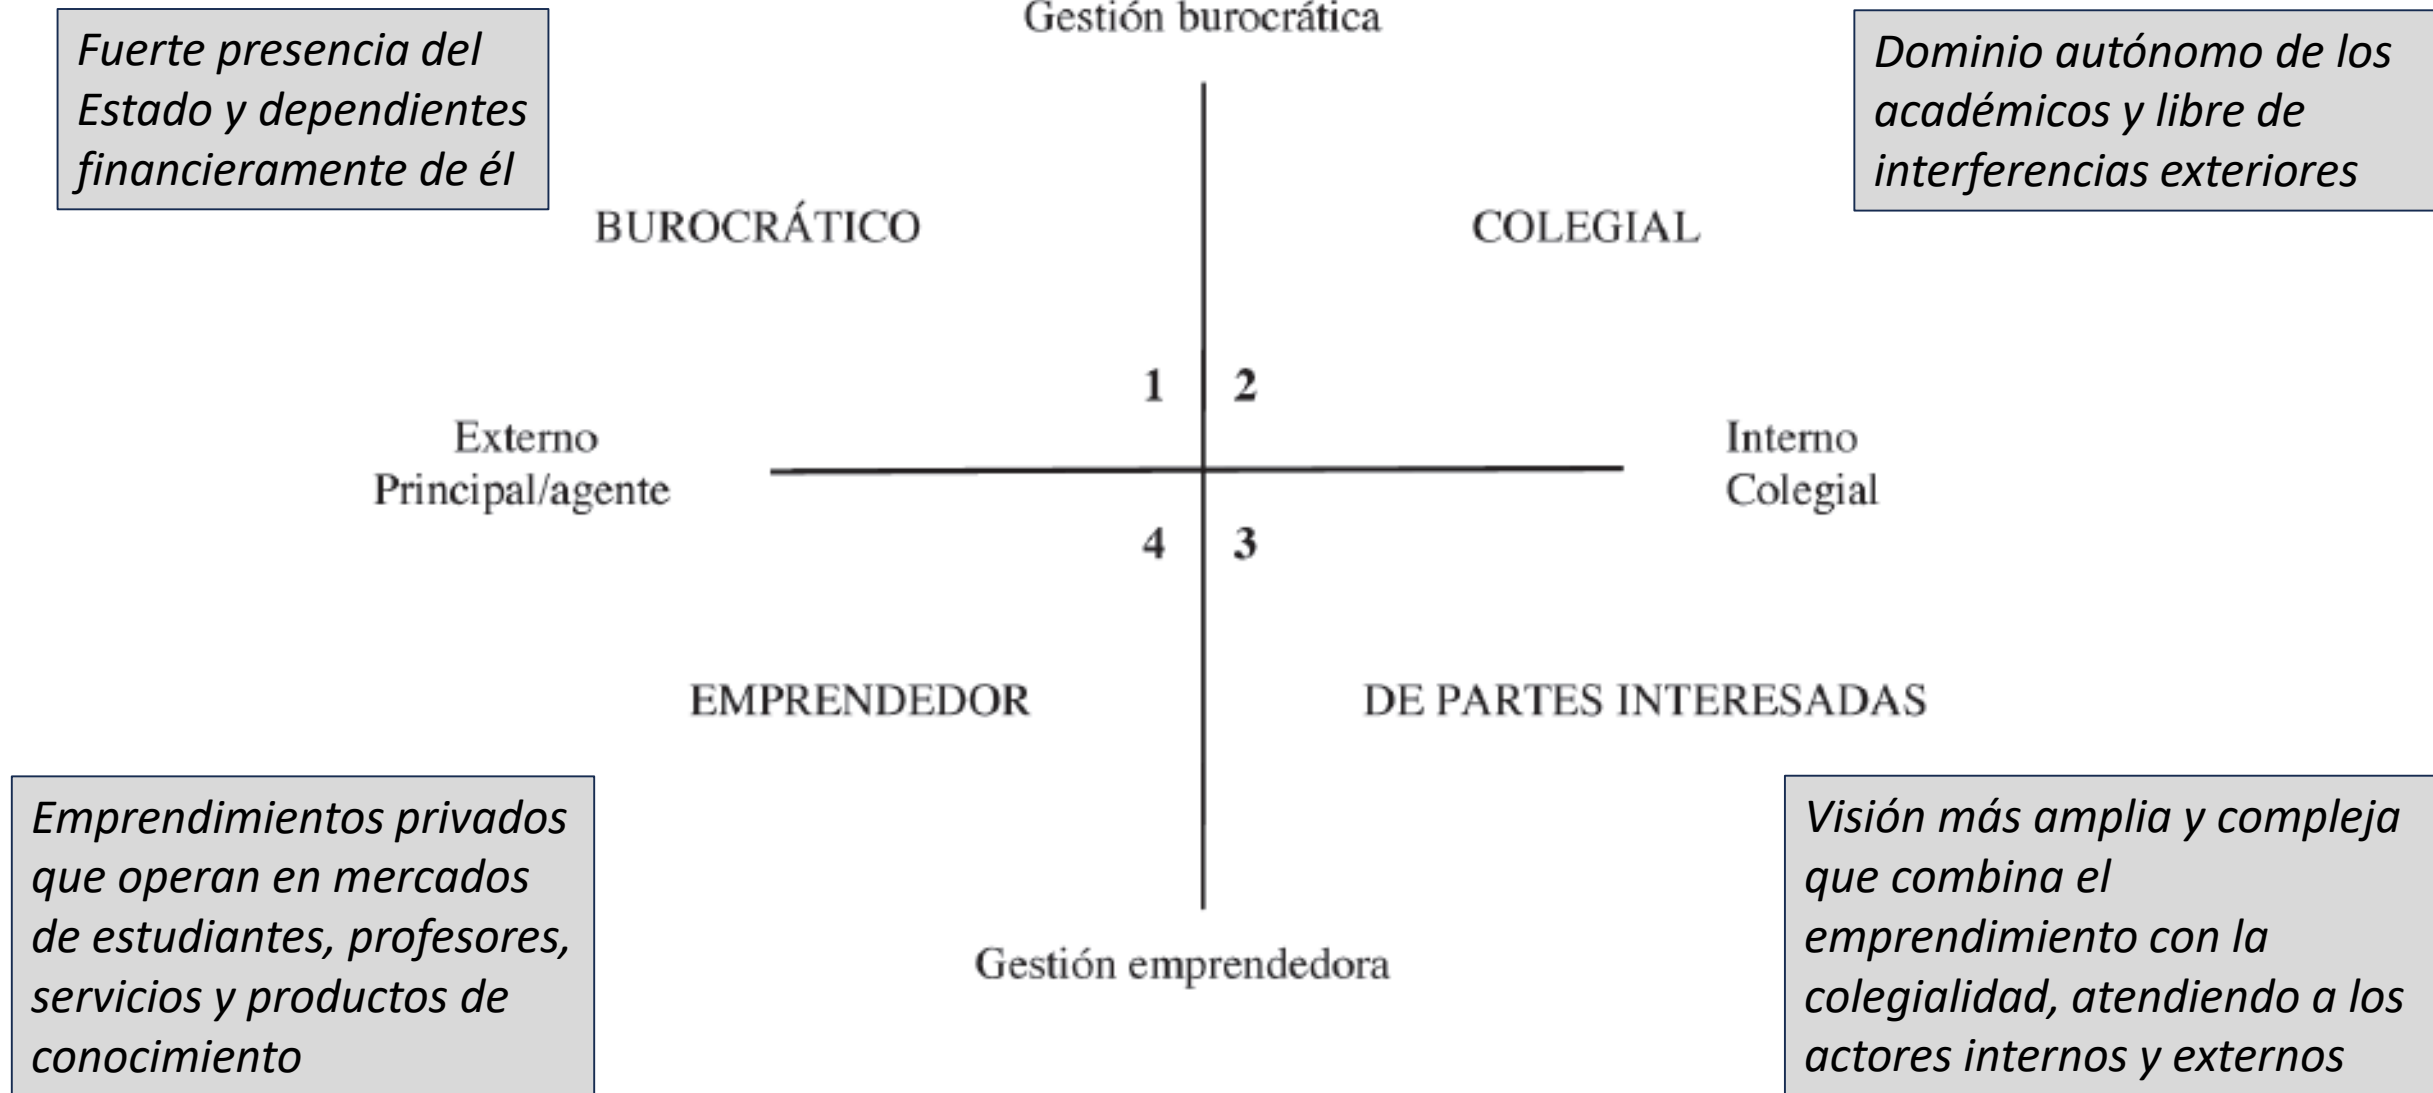 Gestión burocrática
Fuerte presencia del
Estado y dependientes
financieramente de él
Dominio autónomo de los
académicos y libre de
interferencias exteriores
BUROCRÁTICO
COLEGIAL
1
2
Externo
Principal/agente
Interno
Colegial
4
3
EMPRENDEDOR
DE PARTES INTERESADAS
Emprendimientos privados
que operan en mercados
de estudiantes, profesores,
servicios y productos de
conocimiento
Visión más amplia y compleja
que combina el
emprendimiento con la
colegialidad, atendiendo a los
actores internos y externos
Gestión emprendedora